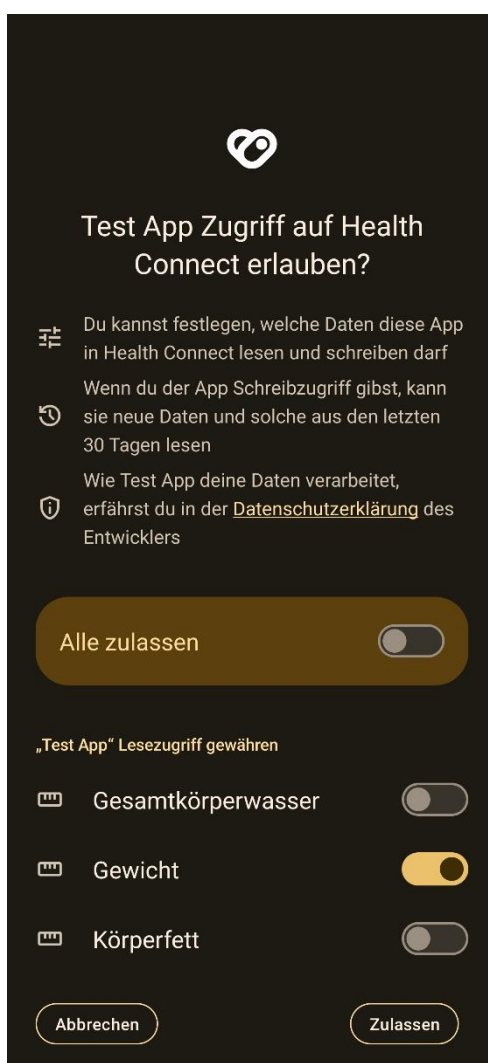 Test App Zugriff auf Health
Connect erlauben?
Du kannst festlegen, welche Daten diese App
in Health Connect lesen und schreiben darf
Wenn du der App Schreibzugriff gibst, kann
sie neue Daten und solche aus den letzten
30 Tagen lesen
Wie Test App deine Daten verarbeitet,
erfährst du in der Datenschutzerklärung des
Entwicklers
Alle zulassen
„Test App“ Lesezugriff gewähren
Gesamtkörperwasser
Gewicht
Körperfett
Abbrechen
Zulassen